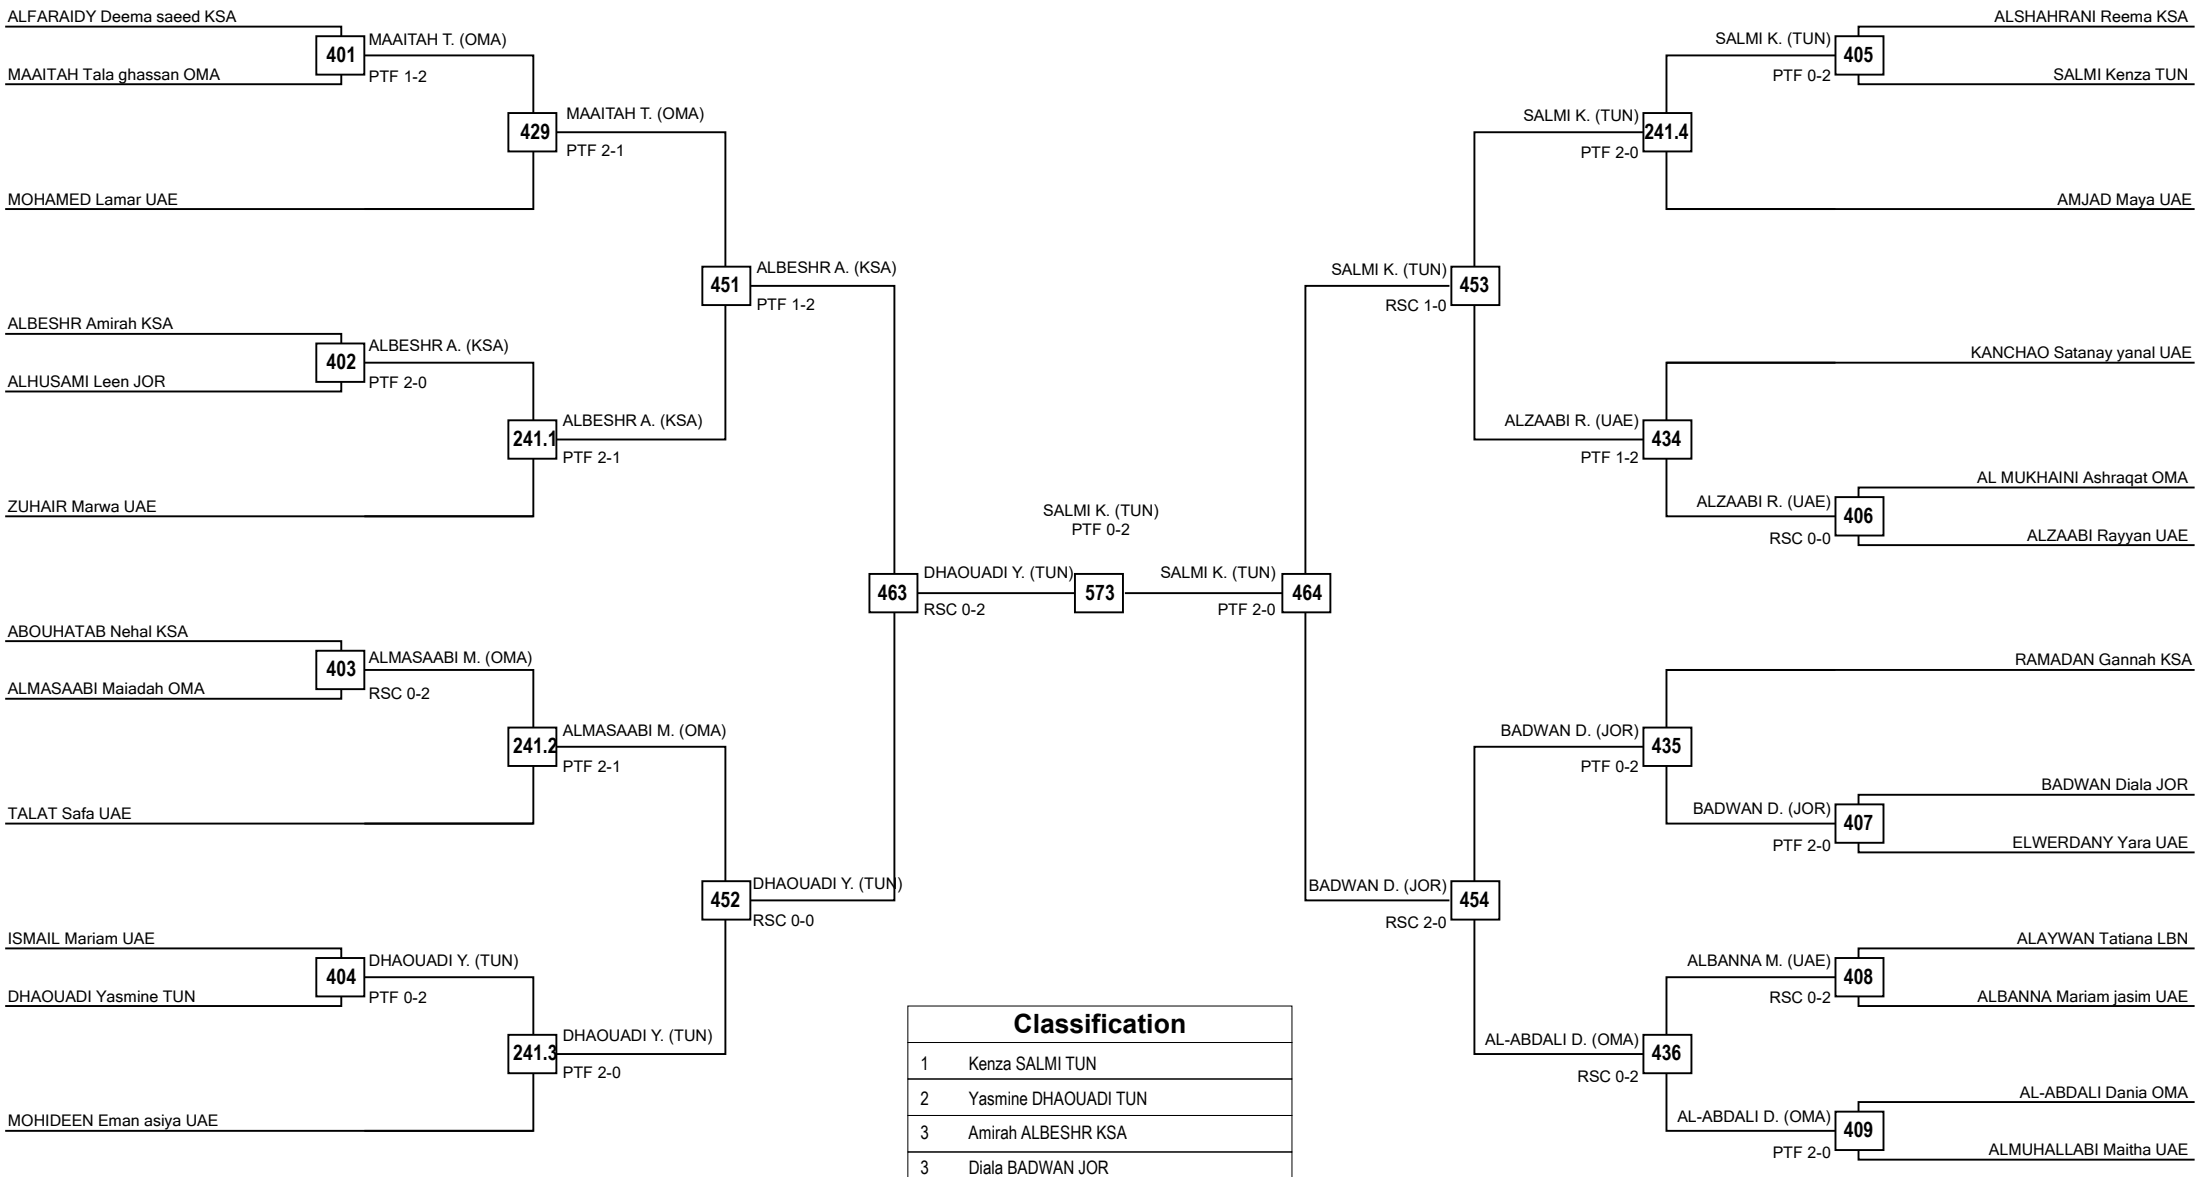 ALFARAIDY Deema saeed KSA
401
MAAITAH T. (OMA)
PTF 1-2
MAAITAH Tala ghassan OMA
429
MAAITAH T. (OMA)
PTF 2-1
MOHAMED Lamar UAE
451
ALBESHR A. (KSA)
PTF 1-2
ALBESHR Amirah KSA
402
ALBESHR A. (KSA)
PTF 2-0
ALHUSAMI Leen JOR
241.1
ALBESHR A. (KSA)
PTF 2-1
ZUHAIR Marwa UAE
463
DHAOUADI Y. (TUN)
RSC 0-2
ABOUHATAB Nehal KSA
403
ALMASAABI M. (OMA)
RSC 0-2
ALMASAABI Maiadah OMA
241.2
ALMASAABI M. (OMA)
PTF 2-1
TALAT Safa UAE
452
DHAOUADI Y. (TUN)
RSC 0-0
ISMAIL Mariam UAE
404
DHAOUADI Y. (TUN)
PTF 0-2
DHAOUADI Yasmine TUN
241.3
DHAOUADI Y. (TUN)
PTF 2-0
MOHIDEEN Eman asiya UAE
SALMI K. (TUN)
PTF 0-2
573
ALSHAHRANI Reema KSA
SALMI K. (TUN)
405
PTF 0-2
SALMI Kenza TUN
SALMI K. (TUN)
241.4
PTF 2-0
AMJAD Maya UAE
SALMI K. (TUN)
453
RSC 1-0
KANCHAO Satanay yanal UAE
ALZAABI R. (UAE)
434
PTF 1-2
AL MUKHAINI Ashraqat OMA
ALZAABI R. (UAE)
406
RSC 0-0
ALZAABI Rayyan UAE
SALMI K. (TUN)
464
PTF 2-0
RAMADAN Gannah KSA
BADWAN D. (JOR)
435
PTF 0-2
BADWAN Diala JOR
BADWAN D. (JOR)
407
PTF 2-0
ELWERDANY Yara UAE
BADWAN D. (JOR)
454
RSC 2-0
ALAYWAN Tatiana LBN
ALBANNA M. (UAE)
408
RSC 0-2
ALBANNA Mariam jasim UAE
AL-ABDALI D. (OMA)
436
RSC 0-2
AL-ABDALI Dania OMA
AL-ABDALI D. (OMA)
409
PTF 2-0
ALMUHALLABI Maitha UAE
Classification
1 Kenza SALMI TUN
2 Yasmine DHAOUADI TUN
3 Amirah ALBESHR KSA
3 Diala BADWAN JOR